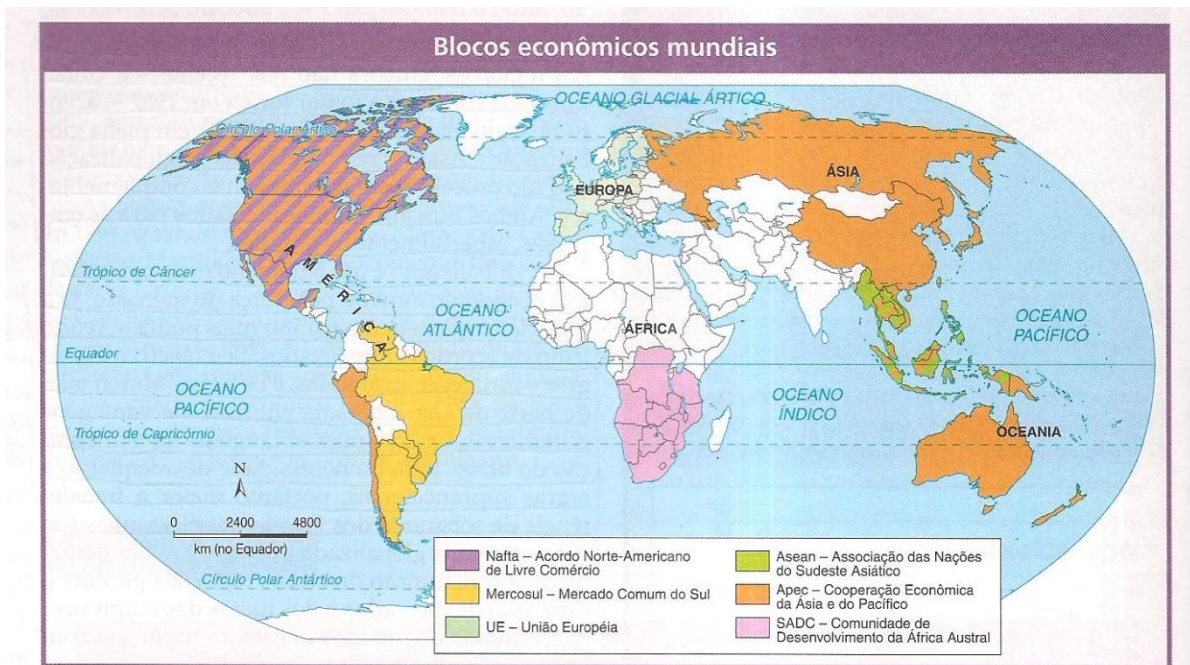 Blocos econômicos mundiais
OCEANO GLACIAL ÁRTICO
Círculo Polar Ártico
ÁSIA
EUROPA
AMÉRICA
Trópico de Câncer
OCEANO
ATLÂNTICO
OCEANO
PACÍFICO
ÁFRICA
Equador
OCEANO
PACÍFICO
OCEANO
ÍNDICO
Trópico de Capricórnio
OCEANIA
N
0 2400 4800
km (no Equador)
Círculo Polar Antártico
Nafta – Acordo Norte-Americano
de Livre Comércio
Mercosul – Mercado Comum do Sul
UE – União Européia
Asean – Associação das Nações
do Sudeste Asiático
Apec – Cooperação Econômica
da Ásia e do Pacífico
SADC – Comunidade de
Desenvolvimento da África Austral